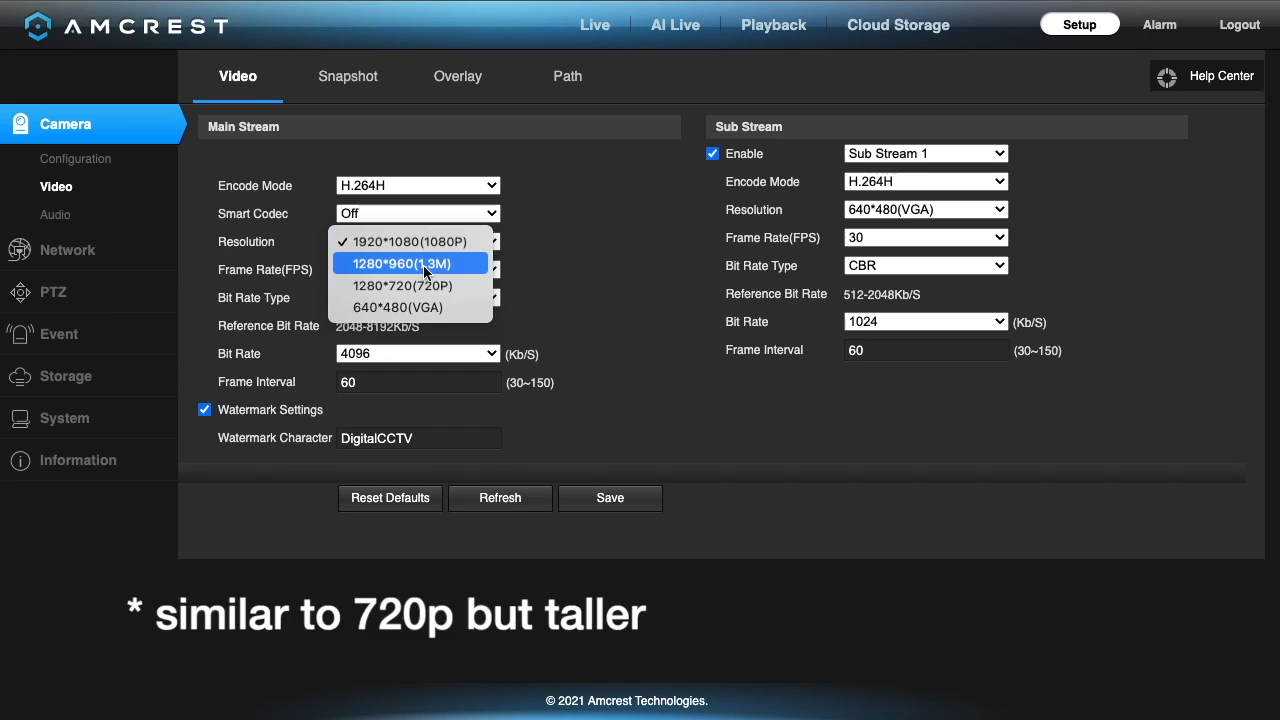 AMCREST
Live AI Live Playback Cloud Storage Setup Alarm Logout
Video Snapshot Overlay Path Help Center
Camera
Configuration
Video
Audio
Network
PTZ
Event
Storage
System
Information
Main Stream
Encode Mode H.264H
Smart Codec Off
Resolution
✓ 1920*1080(1080P)
1280*960(1.3M)
1280*720(720P)
640*480(VGA)
Frame Rate(FPS)
Bit Rate Type
Reference Bit Rate 2048-8192Kb/S
Bit Rate 4096 (Kb/S)
Frame Interval 60 (30~150)
Watermark Settings
Watermark Character DigitalCCTV
Reset Defaults Refresh Save
Sub Stream
Enable Sub Stream 1
Encode Mode H.264H
Resolution 640*480(VGA)
Frame Rate(FPS) 30
Bit Rate Type CBR
Reference Bit Rate 512-2048Kb/S
Bit Rate 1024 (Kb/S)
Frame Interval 60 (30~150)
* similar to 720p but taller
© 2021 Amcrest Technologies.